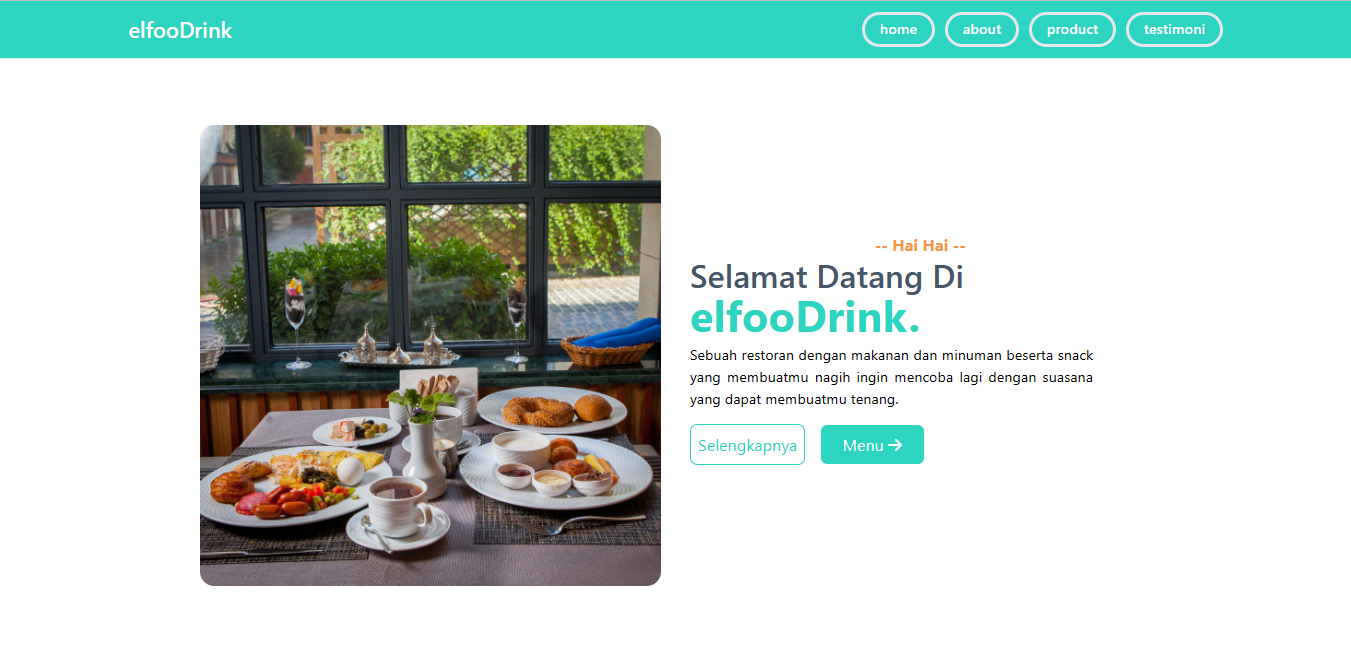 elfooDrink
home about product testimoni
-- Hai Hai --
Selamat Datang Di
elfooDrink.
Sebuah restoran dengan makanan dan minuman beserta snack
yang membuatmu nagih ingin mencoba lagi dengan suasana
yang dapat membuatmu tenang.
Selengkapnya Menu →